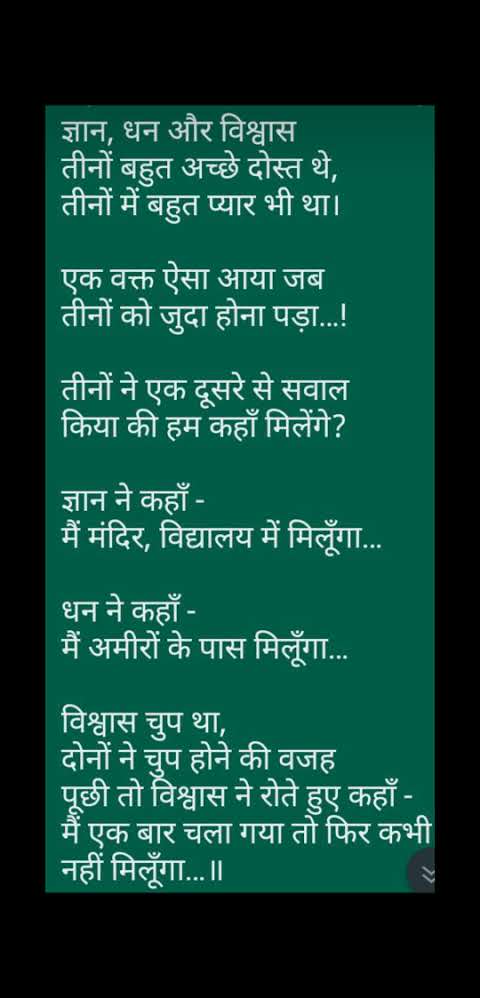 ज्ञान, धन और विश्वास
तीनों बहुत अच्छे दोस्त थे,
तीनों में बहुत प्यार भी था।
एक वक्त ऐसा आया जब
तीनों को जुदा होना पड़ा...!
तीनों ने एक दूसरे से सवाल
किया की हम कहाँ मिलेंगे?
ज्ञान ने कहाँ -
मैं मंदिर, विद्यालय में मिलूँगा...
धन ने कहाँ -
मैं अमीरों के पास मिलूँगा...
विश्वास चुप था,
दोनों ने चुप होने की वजह
पूछी तो विश्वास ने रोते हुए कहाँ -
मैं एक बार चला गया तो फिर कभी
नहीं मिलूँगा...॥